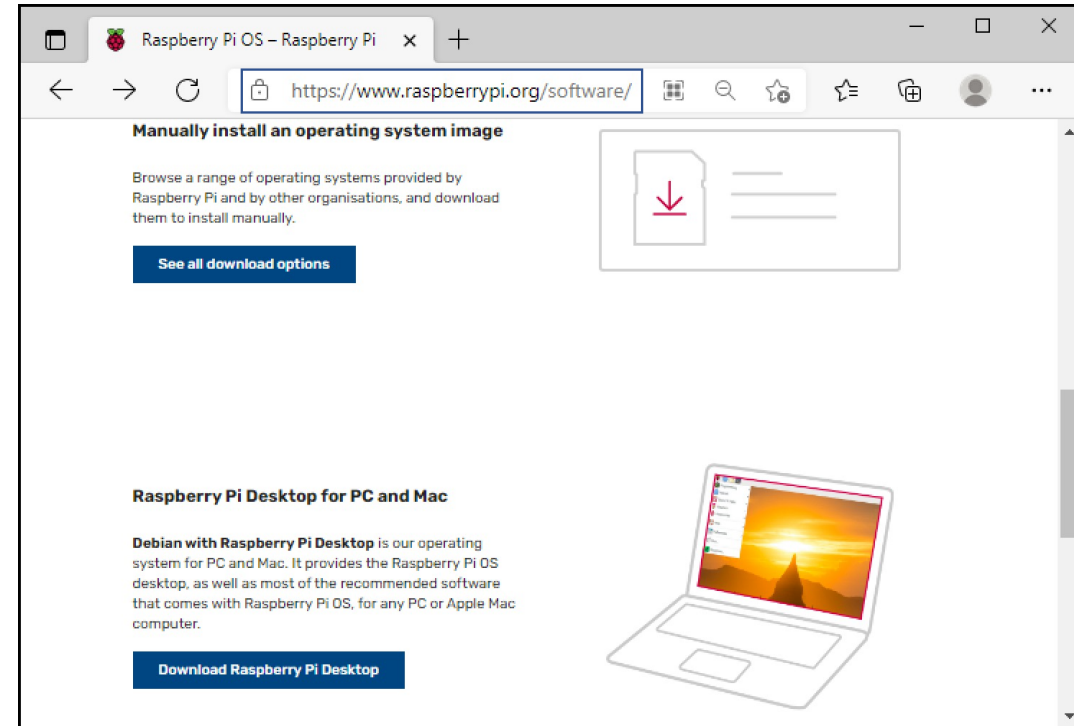 Raspberry Pi OS – Raspberry Pi
https://www.raspberrypi.org/software/
Manually install an operating system image
Browse a range of operating systems provided by
Raspberry Pi and by other organisations, and download
them to install manually.
See all download options
Raspberry Pi Desktop for PC and Mac
Debian with Raspberry Pi Desktop is our operating
system for PC and Mac. It provides the Raspberry Pi OS
desktop, as well as most of the recommended software
that comes with Raspberry Pi OS, for any PC or Apple Mac
computer.
Download Raspberry Pi Desktop